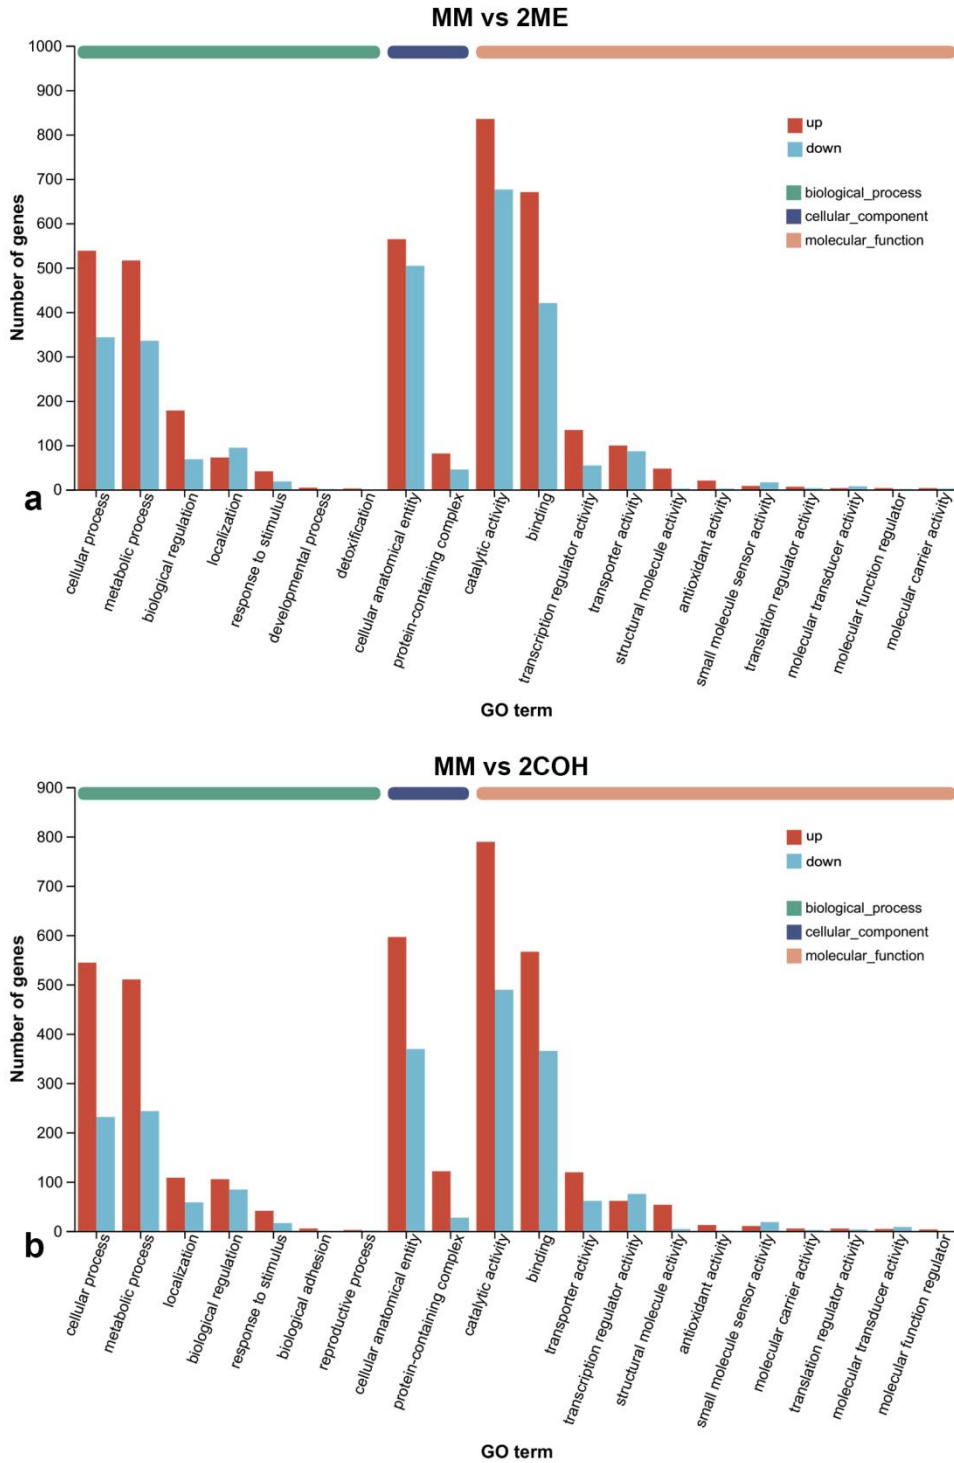 MM vs 2ME
1000
900
800
700
600
500
400
300
200
100
0
Number of genes
up
down
biological_process
cellular_component
molecular_function
a
cellular process
metabolic process
biological regulation
localization
response to stimulus
developmental process
detoxification
cellular anatomical entity
protein-containing complex
catalytic activity
binding
transcription regulator activity
transporter activity
structural molecule activity
antioxidant activity
small molecule sensor activity
translation regulator activity
molecular transducer activity
molecular function regulator
molecular carrier activity
GO term
MM vs 2COH
900
800
700
600
500
400
300
200
100
0
Number of genes
up
down
biological_process
cellular_component
molecular_function
b
cellular process
metabolic process
localization
biological regulation
response to stimulus
biological adhesion
reproductive process
cellular anatomical entity
protein-containing complex
catalytic activity
binding
transporter activity
transcription regulator activity
structural molecule activity
antioxidant activity
small molecule sensor activity
molecular carrier activity
translation regulator activity
molecular transducer activity
molecular function regulator
GO term